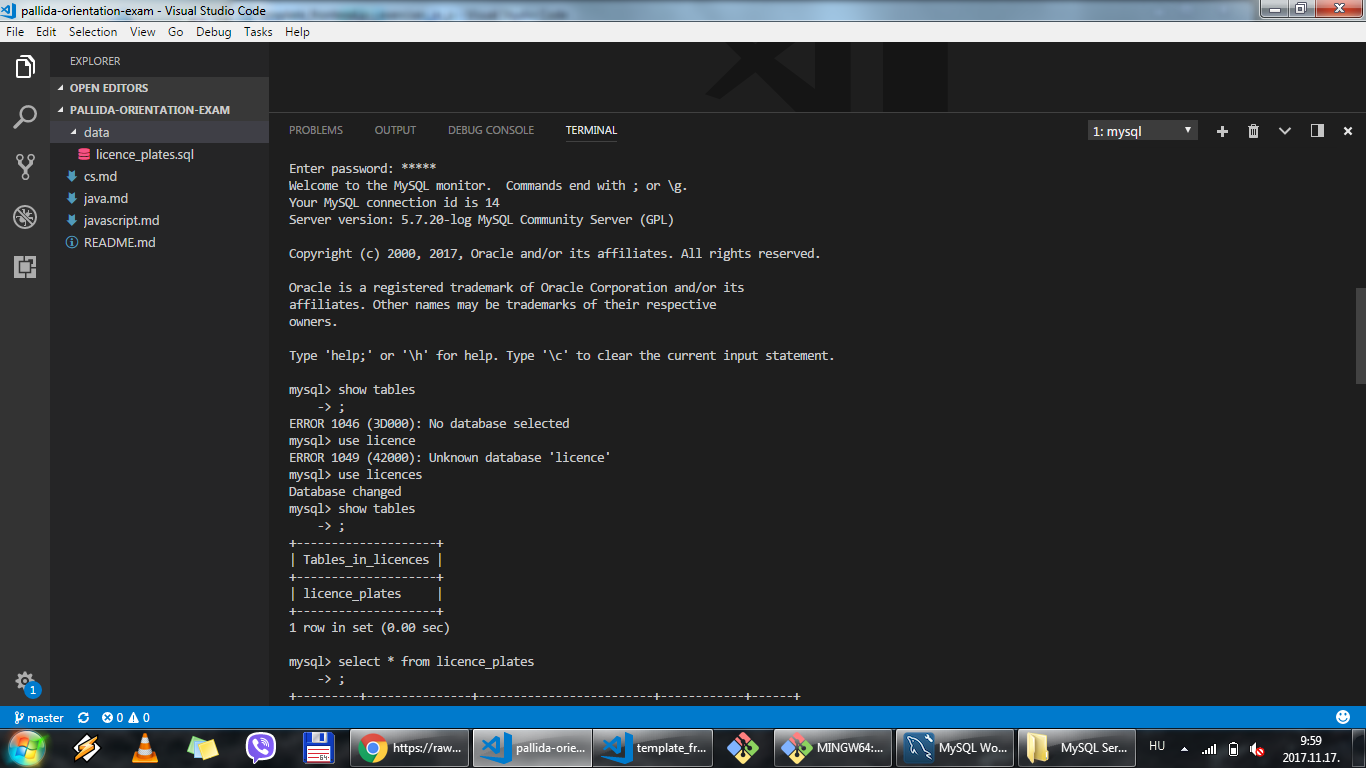 pallida-orientation-exam - Visual Studio Code
File Edit Selection View Go Debug Tasks Help
EXPLORER
OPEN EDITORS
PALLIDA-ORIENTATION-EXAM
data
licence_plates.sql
cs.md
java.md
javascript.md
README.md
1
PROBLEMS OUTPUT DEBUG CONSOLE TERMINAL 1: mysql
Enter password: *****
Welcome to the MySQL monitor.  Commands end with ; or \g.
Your MySQL connection id is 14
Server version: 5.7.20-log MySQL Community Server (GPL)
Copyright (c) 2000, 2017, Oracle and/or its affiliates. All rights reserved.
Oracle is a registered trademark of Oracle Corporation and/or its
affiliates. Other names may be trademarks of their respective
owners.
Type 'help;' or '\h' for help. Type '\c' to clear the current input statement.
mysql> show tables
    -> ;
ERROR 1046 (3D000): No database selected
mysql> use licence
ERROR 1049 (42000): Unknown database 'licence'
mysql> use licences
Database changed
mysql> show tables
    -> ;
+--------------------+
| Tables_in_licences |
+--------------------+
| licence_plates     |
+--------------------+
1 row in set (0.00 sec)
mysql> select * from licence_plates
    -> ;
+---------+---------------+-------------------------+------------+------+
master 0 0
64
https://raw... pallida-orie... template_fr... MINGW64:... MySQL Wo... MySQL Ser... HU 9:59
2017.11.17.